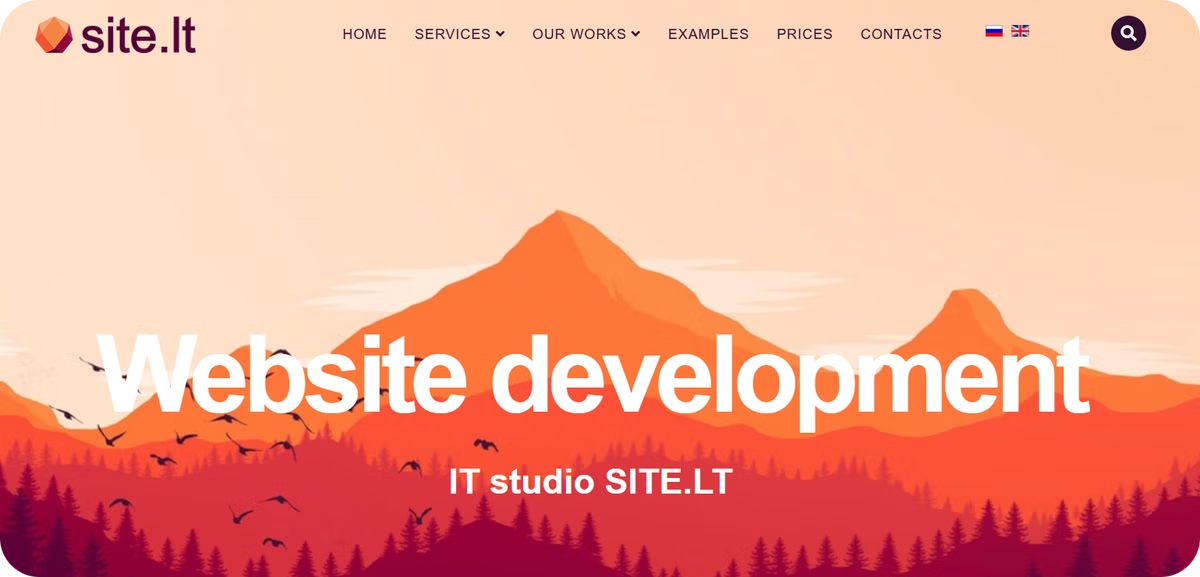 site.lt
HOME SERVICES OUR WORKS EXAMPLES PRICES CONTACTS
Website development
IT studio SITE.LT